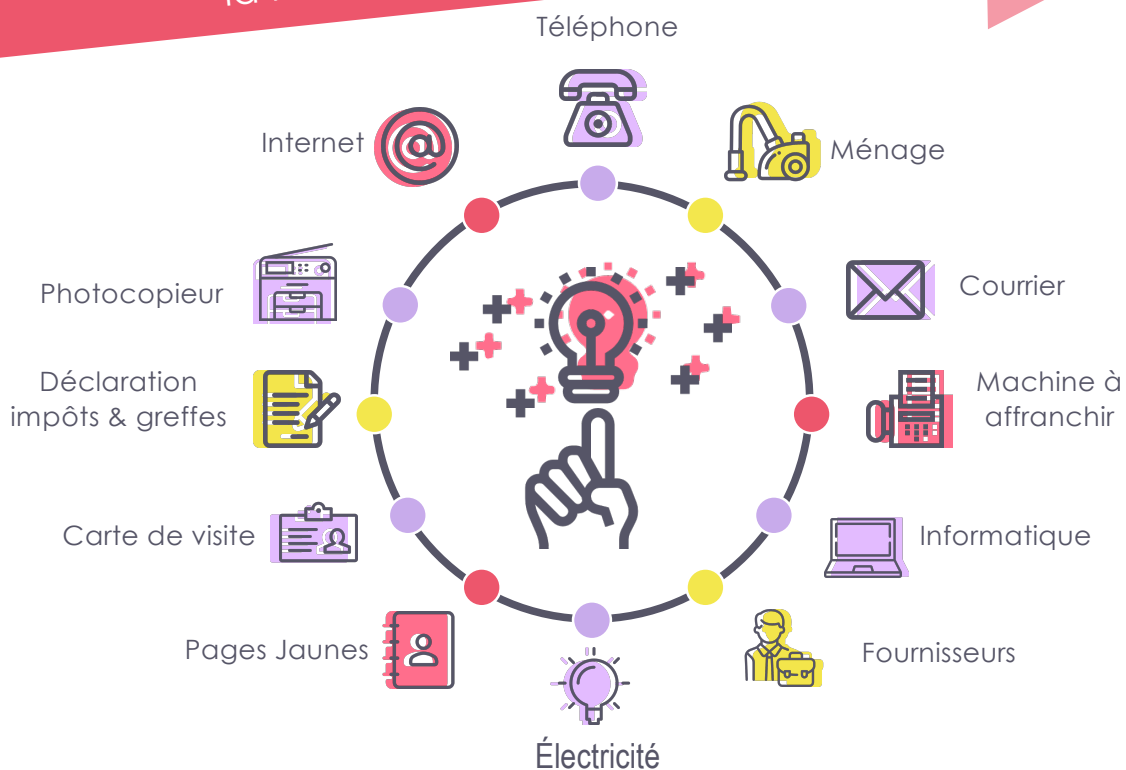 Téléphone
Internet
Ménage
Photocopieur
Courrier
Déclaration
impôts & greffes
Machine à
affranchir
Carte de visite
Informatique
Pages Jaunes
Fournisseurs
Électricité